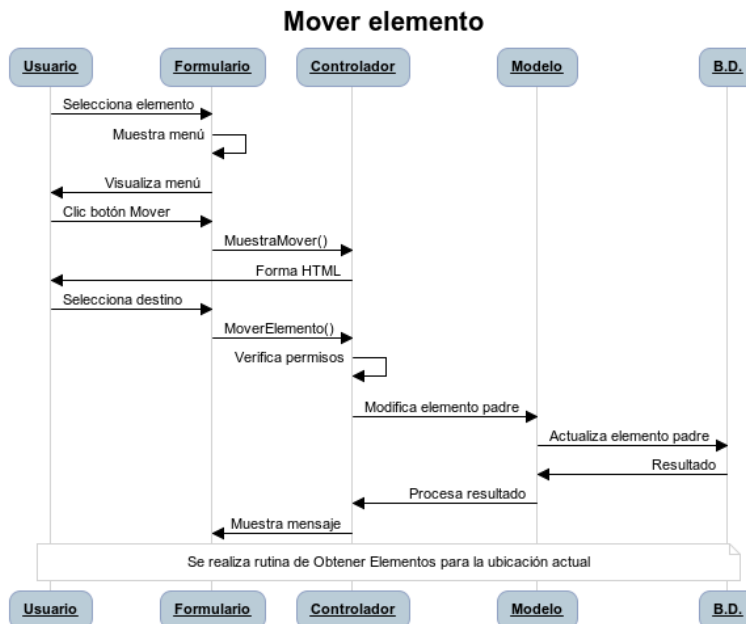 Mover elemento
Usuario Formulario Controlador Modelo B.D.
Selecciona elemento
Muestra menú
Visualiza menú
Clic botón Mover
MuestraMover()
Forma HTML
Selecciona destino
MoverElemento()
Verifica permisos
Modifica elemento padre
Actualiza elemento padre
Resultado
Procesa resultado
Muestra mensaje
Se realiza rutina de Obtener Elementos para la ubicación actual
Usuario Formulario Controlador Modelo B.D.